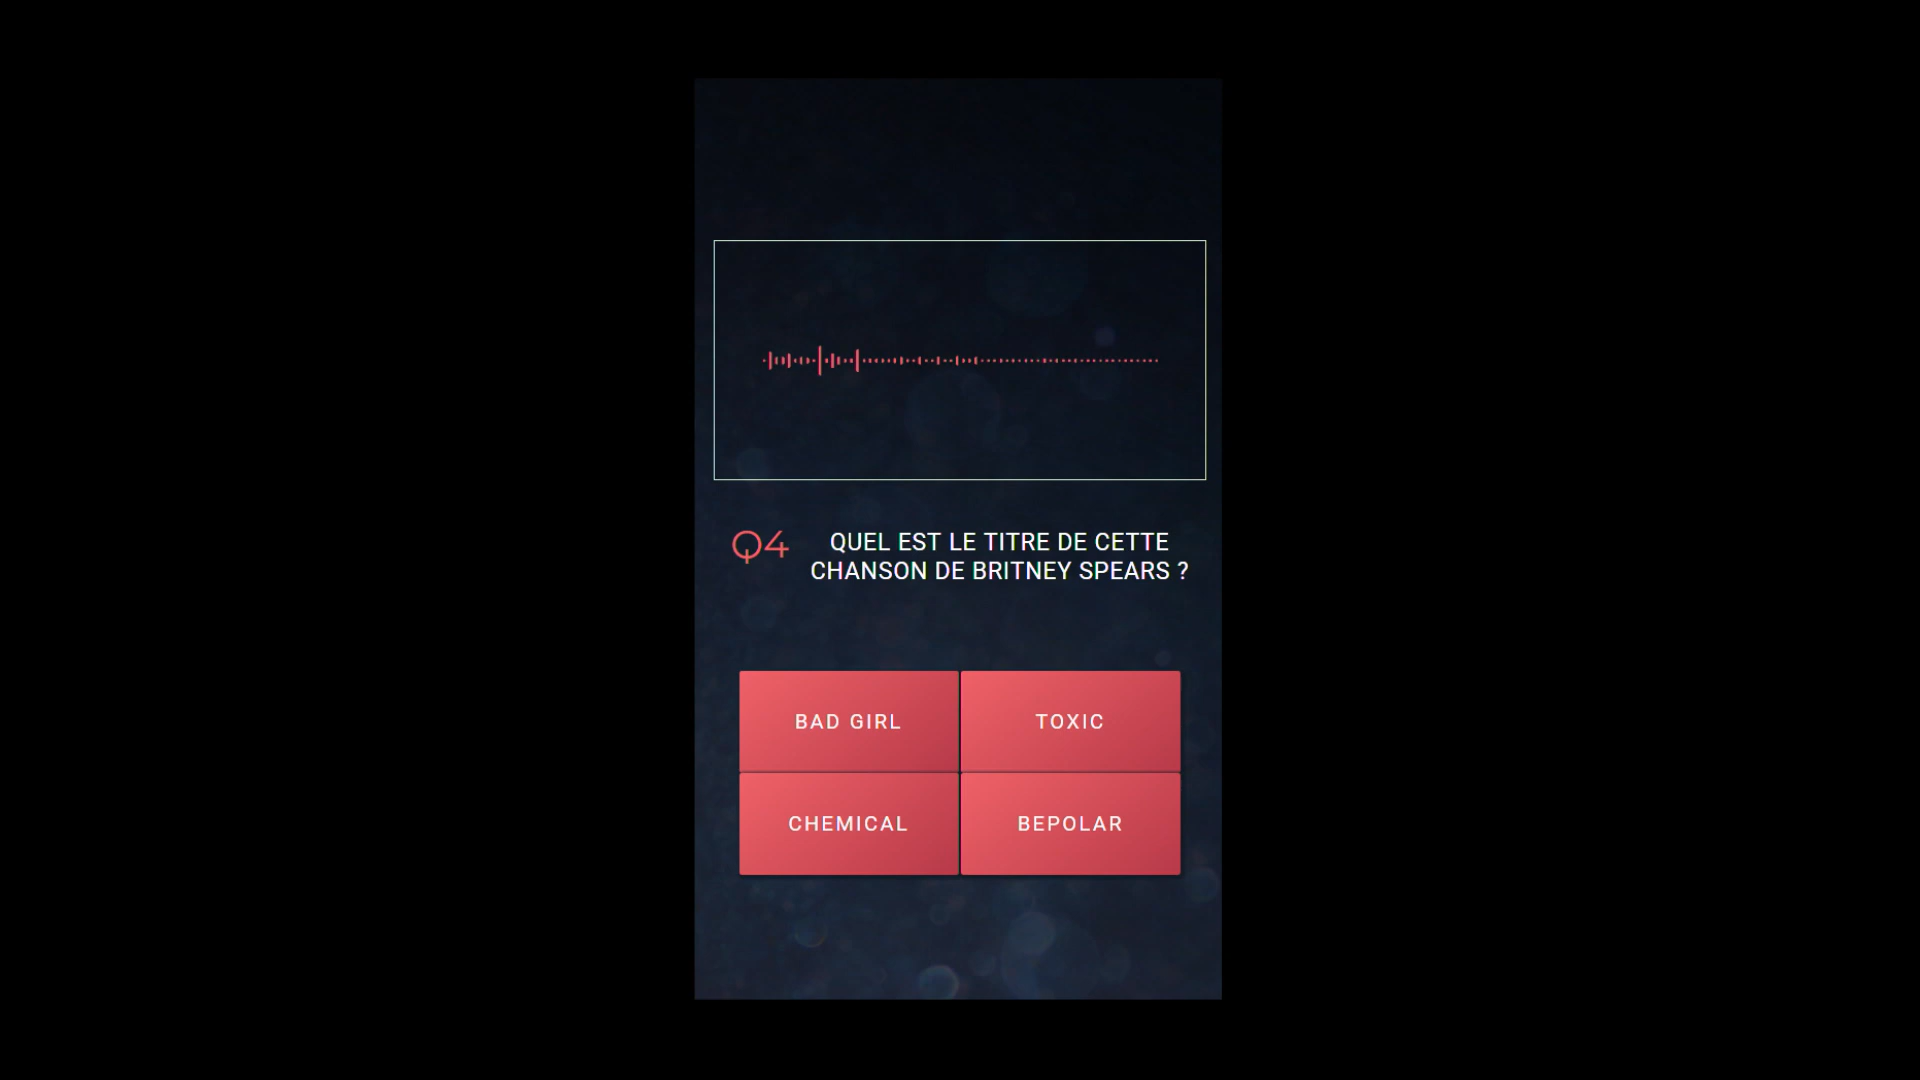 Q4
QUEL EST LE TITRE DE CETTE
CHANSON DE BRITNEY SPEARS ?
BAD GIRL
TOXIC
CHEMICAL
BEPOLAR